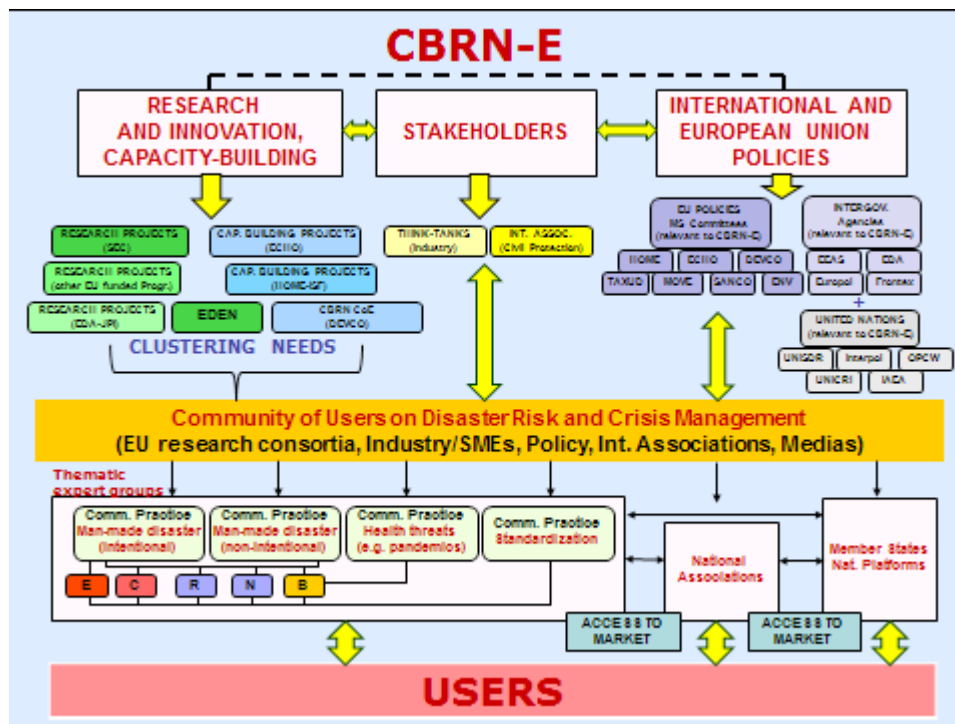 CBRN-E
RESEARCH
AND INNOVATION,
CAPACITY-BUILDING
STAKEHOLDERS
INTERNATIONAL AND
EUROPEAN UNION
POLICIES
RESEARCH PROJECTS
(SEC)
CAP. BUILDING PROJECTS
(ECHO)
RESEARCH PROJECTS
(other EU funded Progr.)
CAP. BUILDING PROJECTS
(HOME-ISF)
RESEARCH PROJECTS
(EDA-JPI)
EDEN
CBRN CoE
(DEVCO)
CLUSTERING NEEDS
THINK-TANKS
(Industry)
INT. ASSOC.
(Civil Protection)
EU POLICIES
MS Committees
(relevant to CBRN-E)
HOME
ECHO
DEVCO
TAXUD
MOVE
SANCO
ENV
INTERGOV.
Agencies
(relevant to CBRN-E)
EEAS
EDA
Europol
Frontex
+
UNITED NATIONS
(relevant to CBRN-E)
UNISDR
Interpol
OPCW
UNICRI
IAEA
Community of Users on Disaster Risk and Crisis Management
(EU research consortia, Industry/SMEs, Policy, Int. Associations, Medias)
Thematic
expert groups
Comm. Practice
Man-made disaster
(intentional)
Comm. Practice
Man-made disaster
(non-intentional)
Comm. Practice
Health threats
(e.g. pandemics)
Comm. Practice
Standardization
E
C
R
N
B
National
Associations
Member States
Nat. Platforms
ACCESS TO
MARKET
ACCESS TO
MARKET
USERS